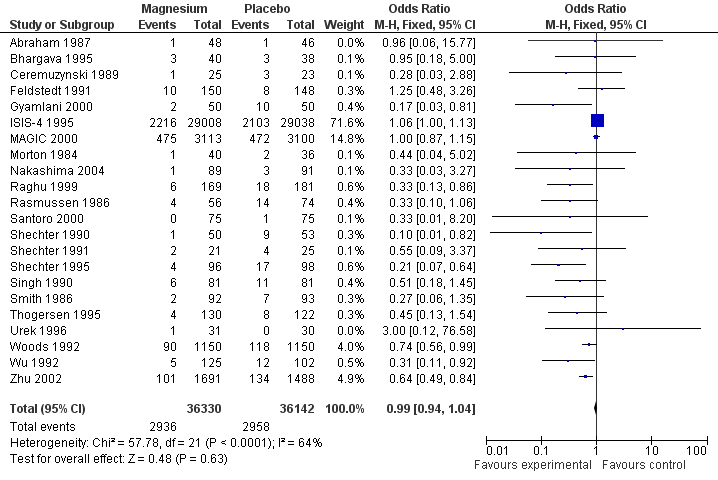 Magnesium Placebo Odds Ratio Odds Ratio
Study or Subgroup Events Total Events Total Weight M-H, Fixed, 95% CI M-H, Fixed, 95% CI
Abraham 1987 1 48 1 46 0.0% 0.96 [0.06, 15.77]
Bhargava 1995 3 40 3 38 0.1% 0.95 [0.18, 5.00]
Ceremuzynski 1989 1 25 3 23 0.1% 0.28 [0.03, 2.88]
Feldstedt 1991 10 150 8 148 0.3% 1.25 [0.48, 3.26]
Gyamlani 2000 2 50 10 50 0.3% 0.17 [0.03, 0.81]
ISIS-4 1995 2216 29008 2103 29038 71.6% 1.06 [1.00, 1.13]
MAGIC 2000 475 3113 472 3100 14.8% 1.00 [0.87, 1.15]
Morton 1984 1 40 2 36 0.1% 0.44 [0.04, 5.02]
Nakashima 2004 1 89 3 91 0.1% 0.33 [0.03, 3.27]
Raghu 1999 6 169 18 181 0.6% 0.33 [0.13, 0.86]
Rasmussen 1986 4 56 14 74 0.4% 0.33 [0.10, 1.06]
Santoro 2000 0 75 1 75 0.1% 0.33 [0.01, 8.20]
Shechter 1990 1 50 9 53 0.3% 0.10 [0.01, 0.82]
Shechter 1991 2 21 4 25 0.1% 0.55 [0.09, 3.37]
Shechter 1995 4 96 17 98 0.6% 0.21 [0.07, 0.64]
Singh 1990 6 81 11 81 0.4% 0.51 [0.18, 1.45]
Smith 1986 2 92 7 93 0.2% 0.27 [0.06, 1.35]
Thogersen 1995 4 130 8 122 0.3% 0.45 [0.13, 1.54]
Urek 1996 1 31 0 30 0.0% 3.00 [0.12, 76.58]
Woods 1992 90 1150 118 1150 4.0% 0.74 [0.56, 0.99]
Wu 1992 5 125 12 102 0.5% 0.31 [0.11, 0.92]
Zhu 2002 101 1691 134 1488 4.9% 0.64 [0.49, 0.84]
Total (95% CI) 36330 36142 100.0% 0.99 [0.94, 1.04]
Total events 2936 2958
Heterogeneity: Chi² = 57.78, df = 21 (P < 0.0001); I² = 64%
Test for overall effect: Z = 0.48 (P = 0.63)
0.01 0.1 1 10 100
Favours experimental Favours control